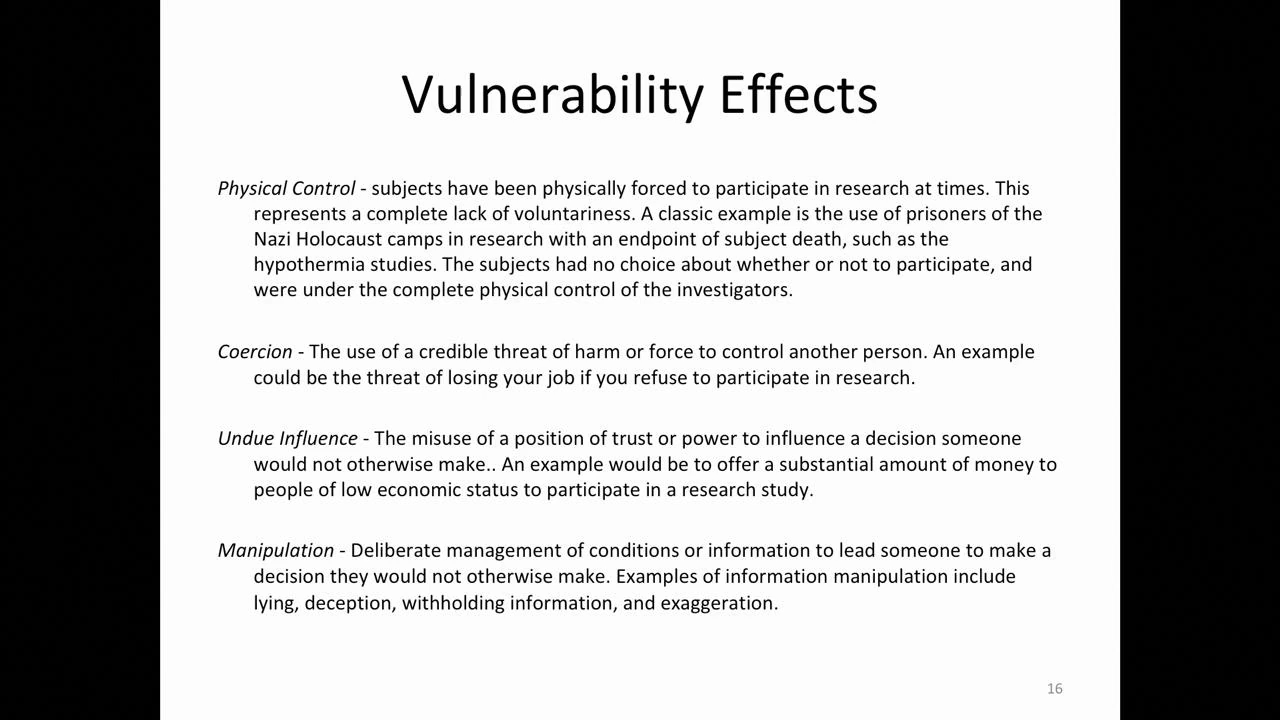 Vulnerability Effects
Physical Control - subjects have been physically forced to participate in research at times. This
represents a complete lack of voluntariness. A classic example is the use of prisoners of the
Nazi Holocaust camps in research with an endpoint of subject death, such as the
hypothermia studies. The subjects had no choice about whether or not to participate, and
were under the complete physical control of the investigators.
Coercion - The use of a credible threat of harm or force to control another person. An example
could be the threat of losing your job if you refuse to participate in research.
Undue Influence - The misuse of a position of trust or power to influence a decision someone
would not otherwise make.. An example would be to offer a substantial amount of money to
people of low economic status to participate in a research study.
Manipulation - Deliberate management of conditions or information to lead someone to make a
decision they would not otherwise make. Examples of information manipulation include
lying, deception, withholding information, and exaggeration.
16